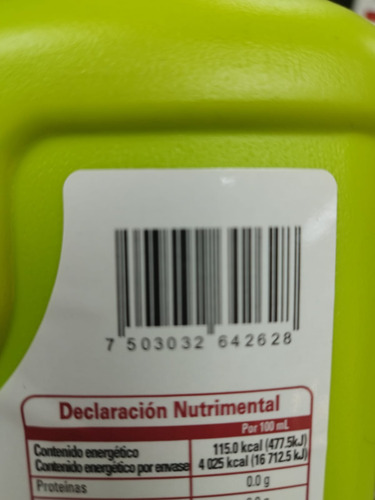 7 503032 642628
Declaración Nutrimental
Por 100 mL
Contenido energético 115.0 kcal (477.5kJ)
Contenido energético por envase 4 025 kcal (16 712.5 kJ)
Proteínas 0.0 g